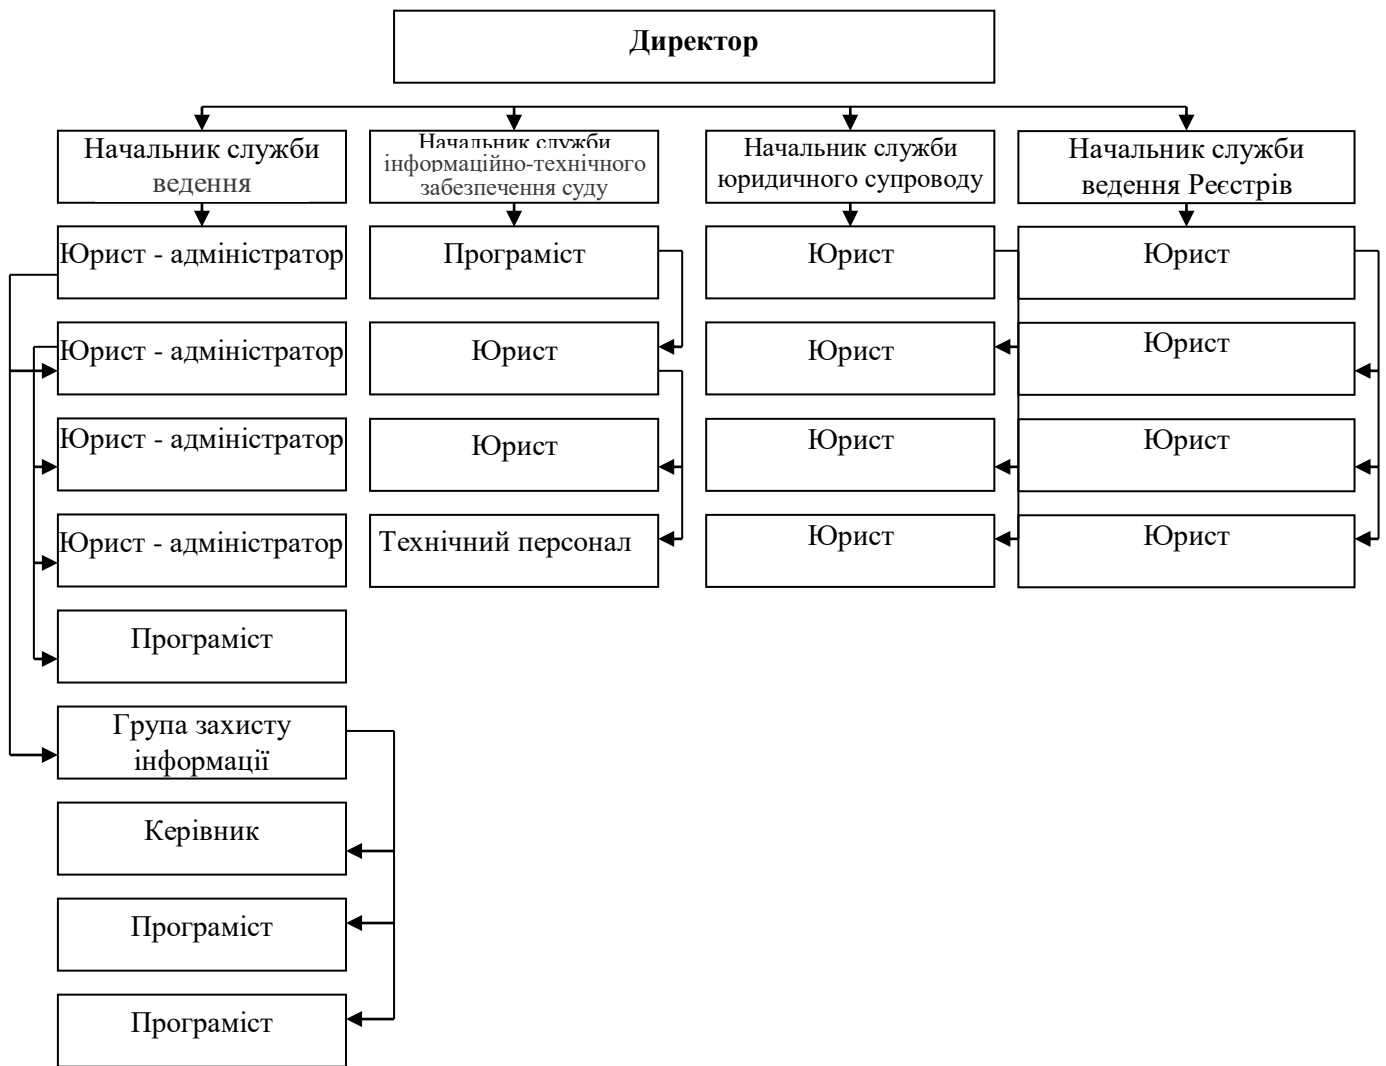 Директор
Начальник служби
ведення
Начальник служби
інформаційно-технічного
забезпечення суду
Начальник служби
юридичного супроводу
Начальник служби
ведення Реєстрів
Юрист - адміністратор
Програміст
Юрист
Юрист
Юрист - адміністратор
Юрист
Юрист
Юрист
Юрист - адміністратор
Юрист
Юрист
Юрист
Юрист - адміністратор
Технічний персонал
Юрист
Юрист
Програміст
Група захисту
інформації
Керівник
Програміст
Програміст